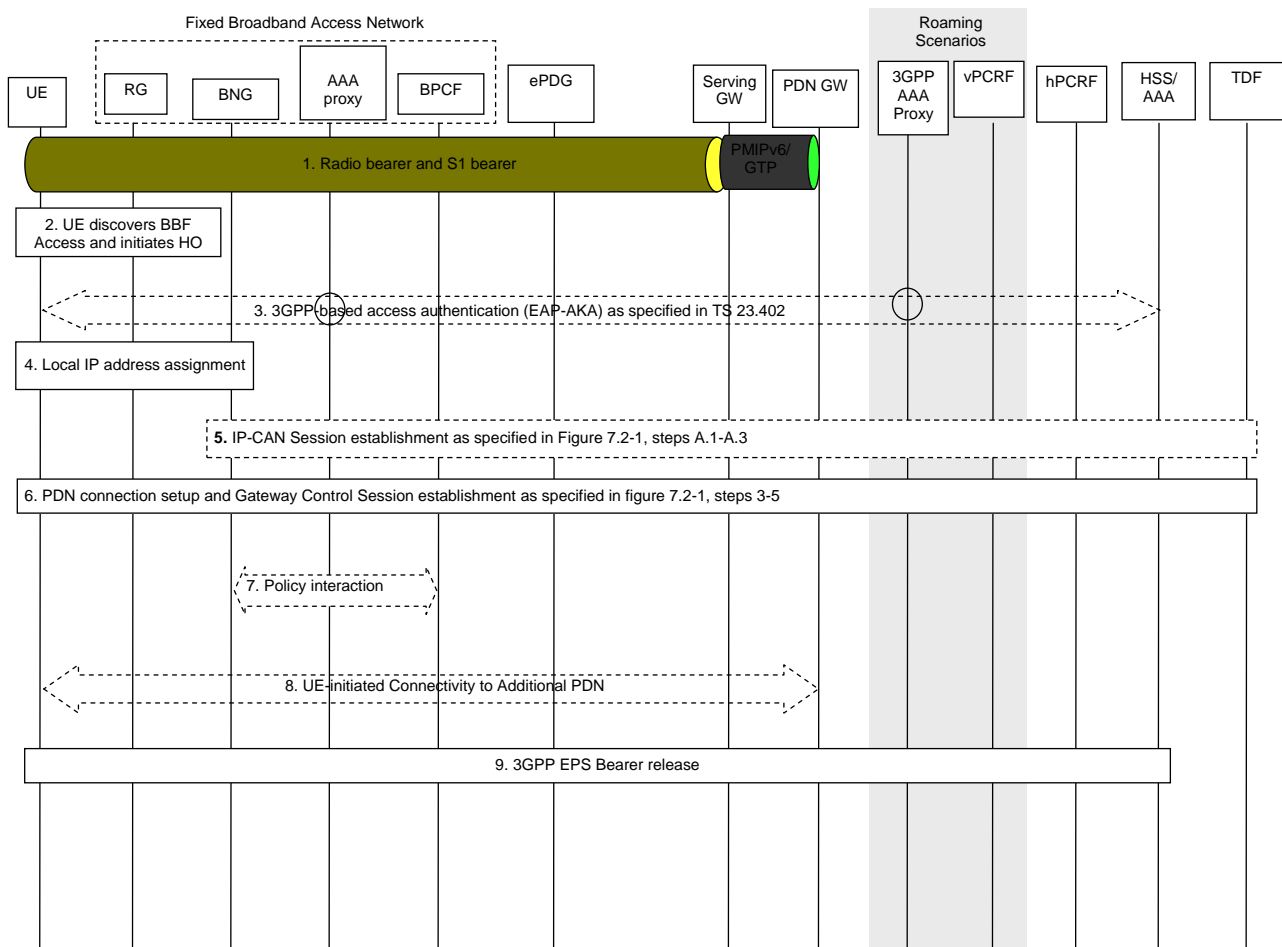 Fixed Broadband Access Network
Roaming
Scenarios
UE
RG
BNG
AAA
proxy
BPCF
ePDG
Serving
GW
PDN GW
3GPP
AAA
Proxy
vPCRF
hPCRF
HSS/
AAA
TDF
1. Radio bearer and S1 bearer
PMIPv6/
GTP
2. UE discovers BBF
Access and initiates HO
3. 3GPP-based access authentication (EAP-AKA) as specified in TS 23.402
4. Local IP address assignment
5. IP-CAN Session establishment as specified in Figure 7.2-1, steps A.1-A.3
6. PDN connection setup and Gateway Control Session establishment as specified in figure 7.2-1, steps 3-5
7. Policy interaction
8. UE-initiated Connectivity to Additional PDN
9. 3GPP EPS Bearer release